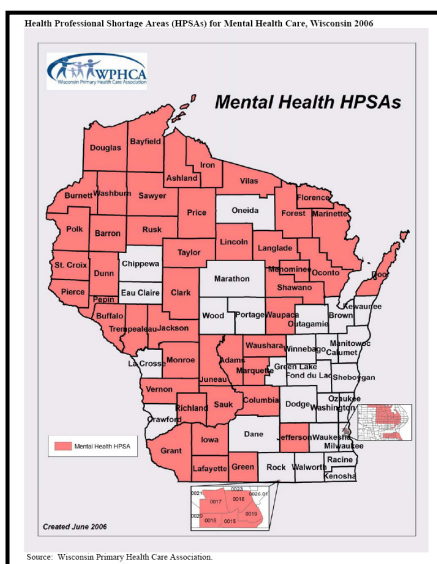 Health Professional Shortage Areas (HPSAs) for Mental Health Care, Wisconsin 2006
WPHCA
Wisconsin Primary Health Care Association
Mental Health HPSAs
Douglas
Bayfield
Iron
Ashland
Vilas
Florence
Burnett
Washburn
Sawyer
Oneida
Forest
Marinette
Price
Polk
Barron
Rusk
Lincoln
Langlade
Taylor
St. Croix
Dunn
Chippewa
Marathon
Menominee
Oconto
Door
Pierce
Pepin
Eau Claire
Clark
Shawano
Buffalo
Wood
Portage
Waupaca
Brown
Kewaunee
Outagamie
Trempealeau
Jackson
Waushara
Winnebago
Manitowoc
Calumet
La Crosse
Monroe
Adams
Marquette
Green Lake
Fond du Lac
Sheboygan
Juneau
Vernon
Richland
Sauk
Columbia
Dodge
Ozaukee
Washington
Crawford
Iowa
Dane
Jefferson
Waukesha
Milwaukee
Grant
Lafayette
Green
Rock
Walworth
Racine
Kenosha
Mental Health HPSA
0021
0017
0016
0015
Created June 2006
Source: Wisconsin Primary Health Care Association.